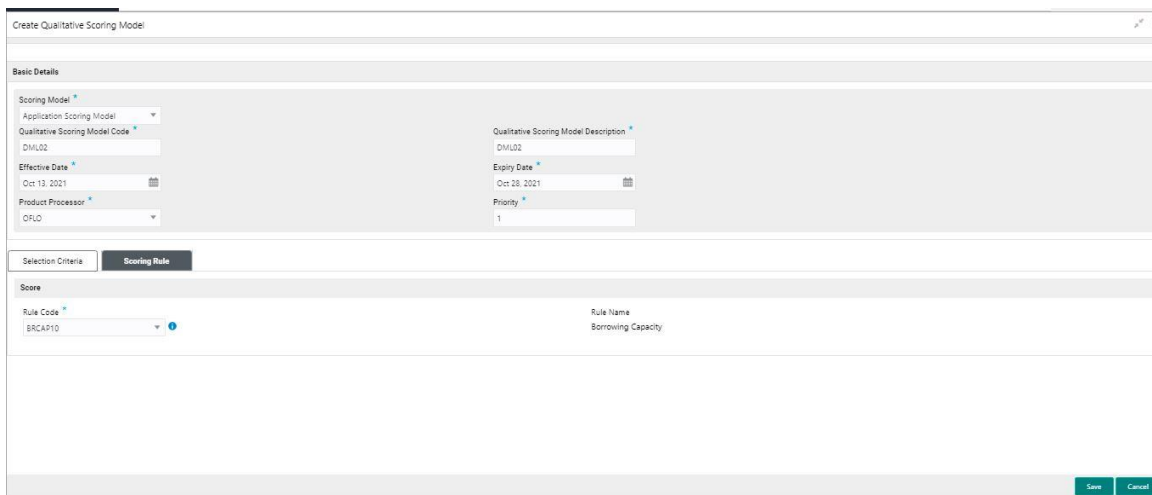 Create Qualitative Scoring Model
Basic Details
Scoring Model *
Application Scoring Model
Qualitative Scoring Model Code * Qualitative Scoring Model Description *
DML02 DML02
Effective Date * Expiry Date *
Oct 13, 2021 Oct 28, 2021
Product Processor * Priority *
OFLO 1
Selection Criteria Scoring Rule
Score
Rule Code * Rule Name
BRCAP10 Borrowing Capacity
Save Cancel